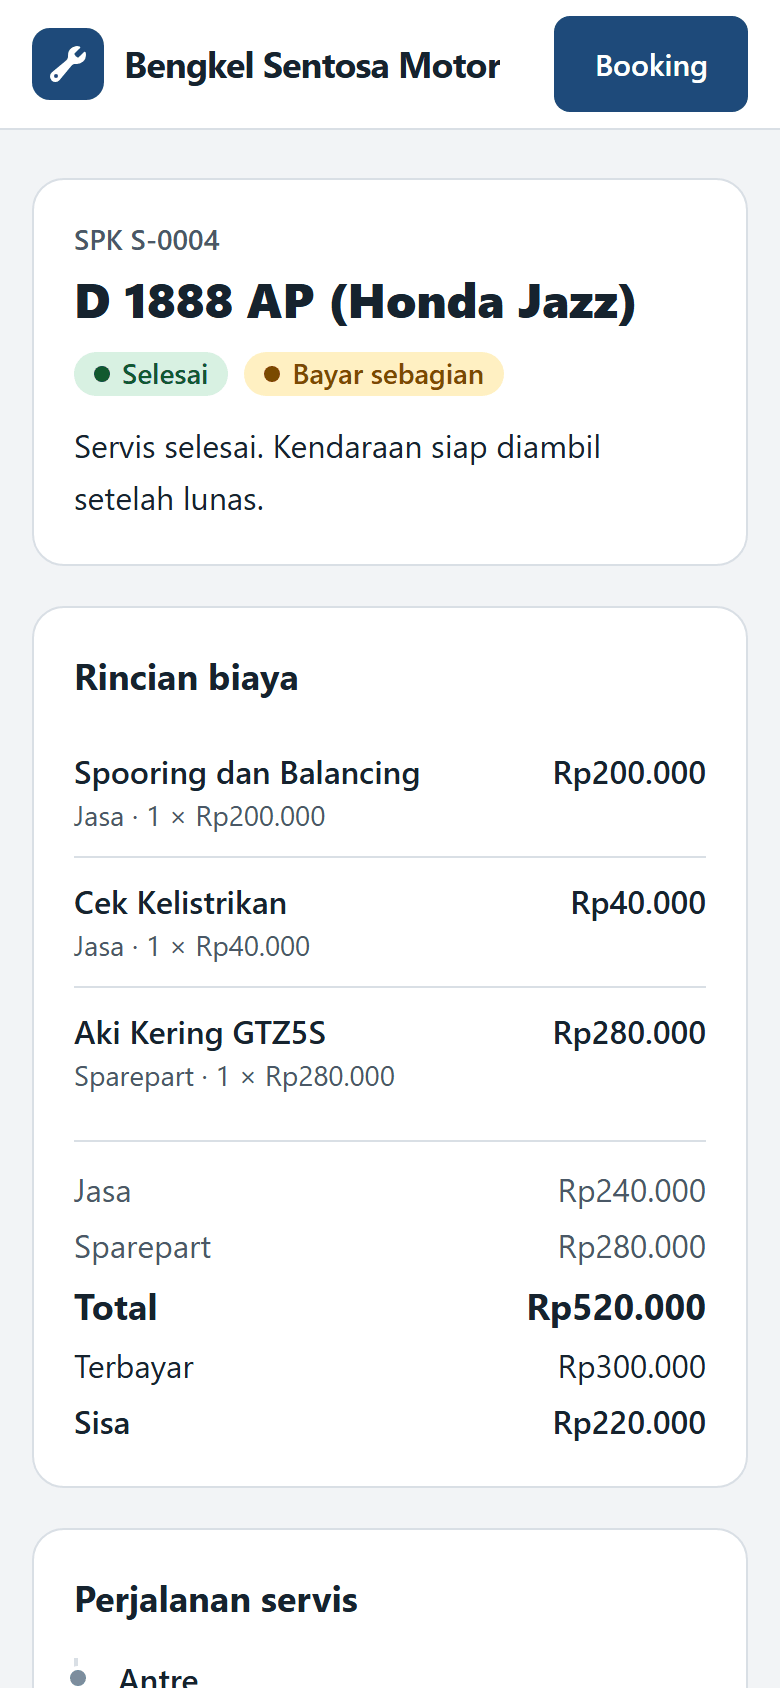 Bengkel Sentosa Motor
Booking
SPK S-0004
D 1888 AP (Honda Jazz)
Selesai
Bayar sebagian
Servis selesai. Kendaraan siap diambil
setelah lunas.
Rincian biaya
Spooring dan Balancing Rp200.000
Jasa · 1 × Rp200.000
Cek Kelistrikan Rp40.000
Jasa · 1 × Rp40.000
Aki Kering GTZ5S Rp280.000
Sparepart · 1 × Rp280.000
Jasa Rp240.000
Sparepart Rp280.000
Total Rp520.000
Terbayar Rp300.000
Sisa Rp220.000
Perjalanan servis
Antre